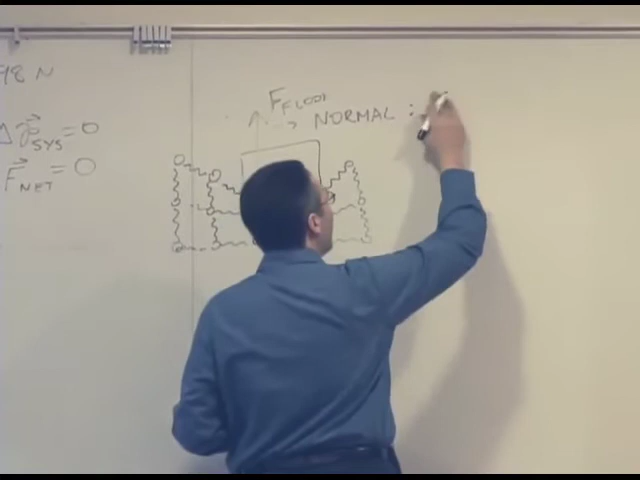 98 N
Δp⃗SYS = 0
F⃗NET = 0
FFLOOR
→ NORMAL :